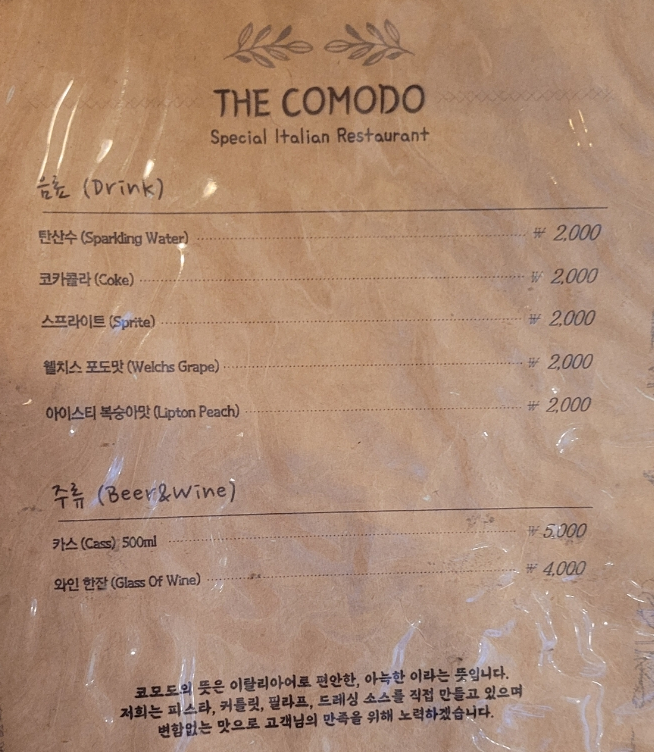 THE COMODO
Special Italian Restaurant
음료 (Drink)
탄산수 (Sparkling Water) ₩ 2,000
코카콜라 (Coke) ₩ 2,000
스프라이트 (Sprite) ₩ 2,000
웰치스 포도맛 (Welchs Grape) ₩ 2,000
아이스티 복숭아맛 (Lipton Peach) ₩ 2,000
주류 (Beer&Wine)
카스 (Cass) 500ml ₩ 5,000
와인 한잔 (Glass Of Wine) ₩ 4,000
코모도의 뜻은 이탈리아어로 편안한, 아늑한 이라는 뜻입니다.
저희는 파스타, 커틀릿, 필라프, 드레싱 소스를 직접 만들고 있으며
변함없는 맛으로 고객님의 만족을 위해 노력하겠습니다.